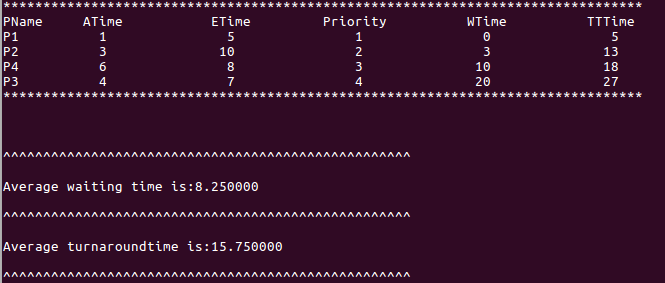 ********************************************************************************
PName ATime ETime Priority WTime TTTime
P1 1 5 1 0 5
P2 3 10 2 3 13
P4 6 8 3 10 18
P3 4 7 4 20 27
********************************************************************************
^^^^^^^^^^^^^^^^^^^^^^^^^^^^^^^^^^^^^^^^^^^^^^^^^^^
Average waiting time is:8.250000
^^^^^^^^^^^^^^^^^^^^^^^^^^^^^^^^^^^^^^^^^^^^^^^^^^^
Average turnaroundtime is:15.750000
^^^^^^^^^^^^^^^^^^^^^^^^^^^^^^^^^^^^^^^^^^^^^^^^^^^